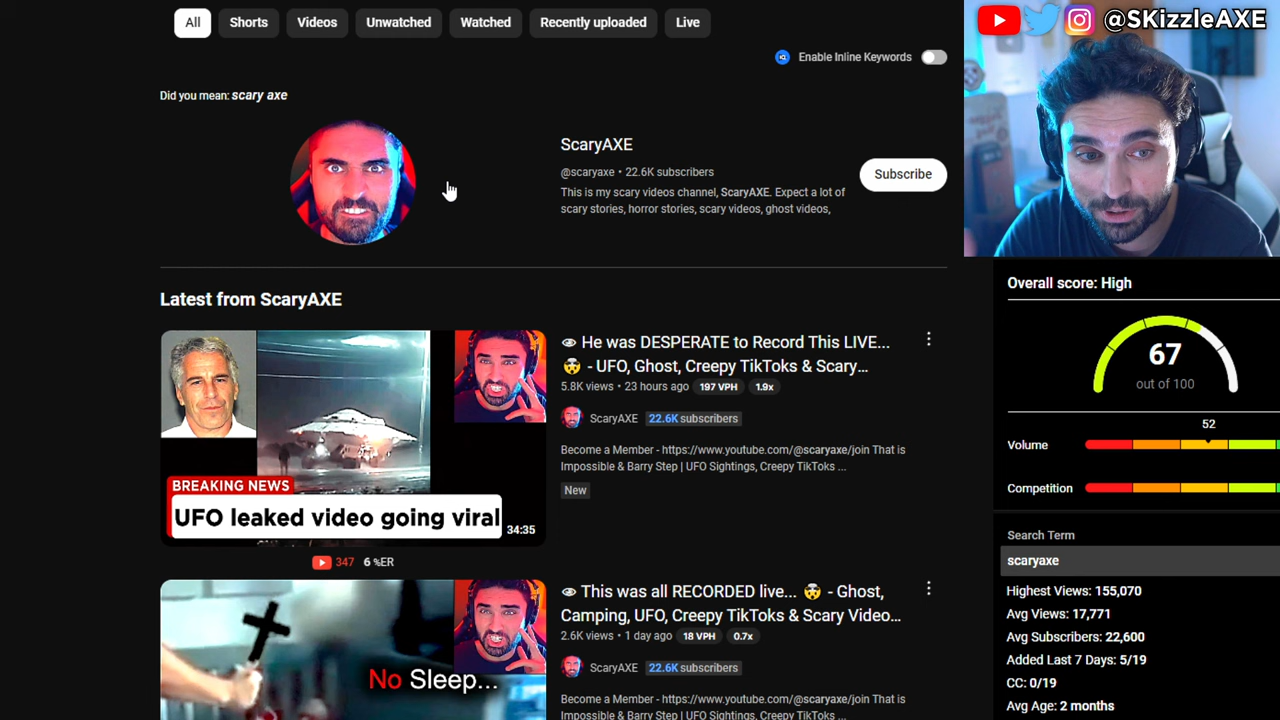 All
Shorts
Videos
Unwatched
Watched
Recently uploaded
Live
@SKizzleAXE
Enable Inline Keywords
Did you mean: scary axe
ScaryAXE
@scaryaxe • 22.6K subscribers
This is my scary videos channel, ScaryAXE. Expect a lot of
scary stories, horror stories, scary videos, ghost videos,
Subscribe
Latest from ScaryAXE
BREAKING NEWS
UFO leaked video going viral
34:35
347 6 %ER
He was DESPERATE to Record This LIVE...
- UFO, Ghost, Creepy TikToks & Scary...
5.8K views • 23 hours ago 197 VPH 1.9x
ScaryAXE 22.6K subscribers
Become a Member - https://www.youtube.com/@scaryaxe/join That is
Impossible & Barry Step | UFO Sightings, Creepy TikToks ...
New
No Sleep...
This was all RECORDED live... - Ghost,
Camping, UFO, Creepy TikToks & Scary Video...
2.6K views • 1 day ago 18 VPH 0.7x
ScaryAXE 22.6K subscribers
Become a Member - https://www.youtube.com/@scaryaxe/join That is
Impossible & Barry Step | UFO Sightings, Creepy TikToks ...
Overall score: High
67
out of 100
52
Volume
Competition
Search Term
scaryaxe
Highest Views: 155,070
Avg Views: 17,771
Avg Subscribers: 22,600
Added Last 7 Days: 5/19
CC: 0/19
Avg Age: 2 months